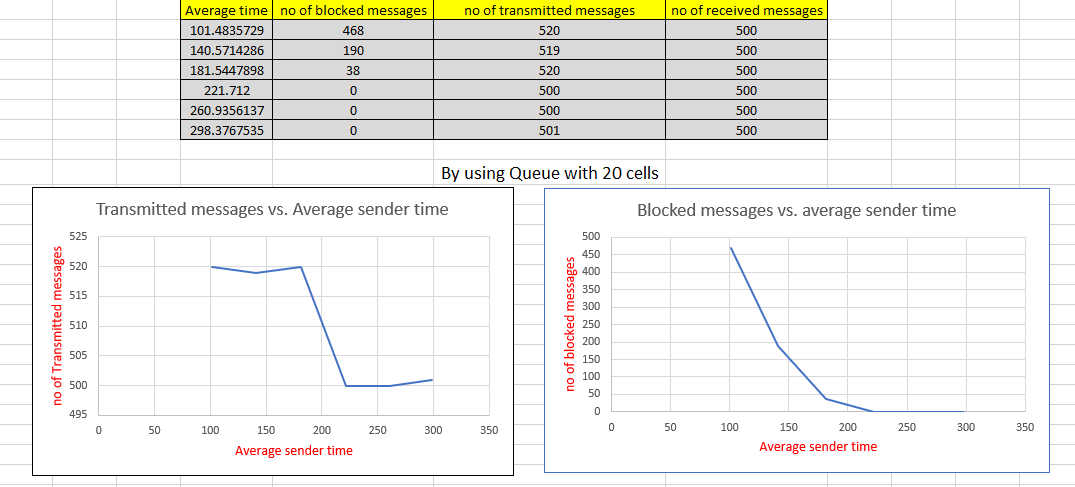 Average time no of blocked messages no of transmitted messages no of received messages
101.4835729 468 520 500
140.5714286 190 519 500
181.5447898 38 520 500
221.712 0 500 500
260.9356137 0 500 500
298.3767535 0 501 500
By using Queue with 20 cells
Transmitted messages vs. Average sender time
no of Transmitted messages
525
520
515
510
505
500
495
0 50 100 150 200 250 300 350
Average sender time
Blocked messages vs. average sender time
no of blocked messages
500
450
400
350
300
250
200
150
100
50
0
0 50 100 150 200 250 300 350
Average sender time